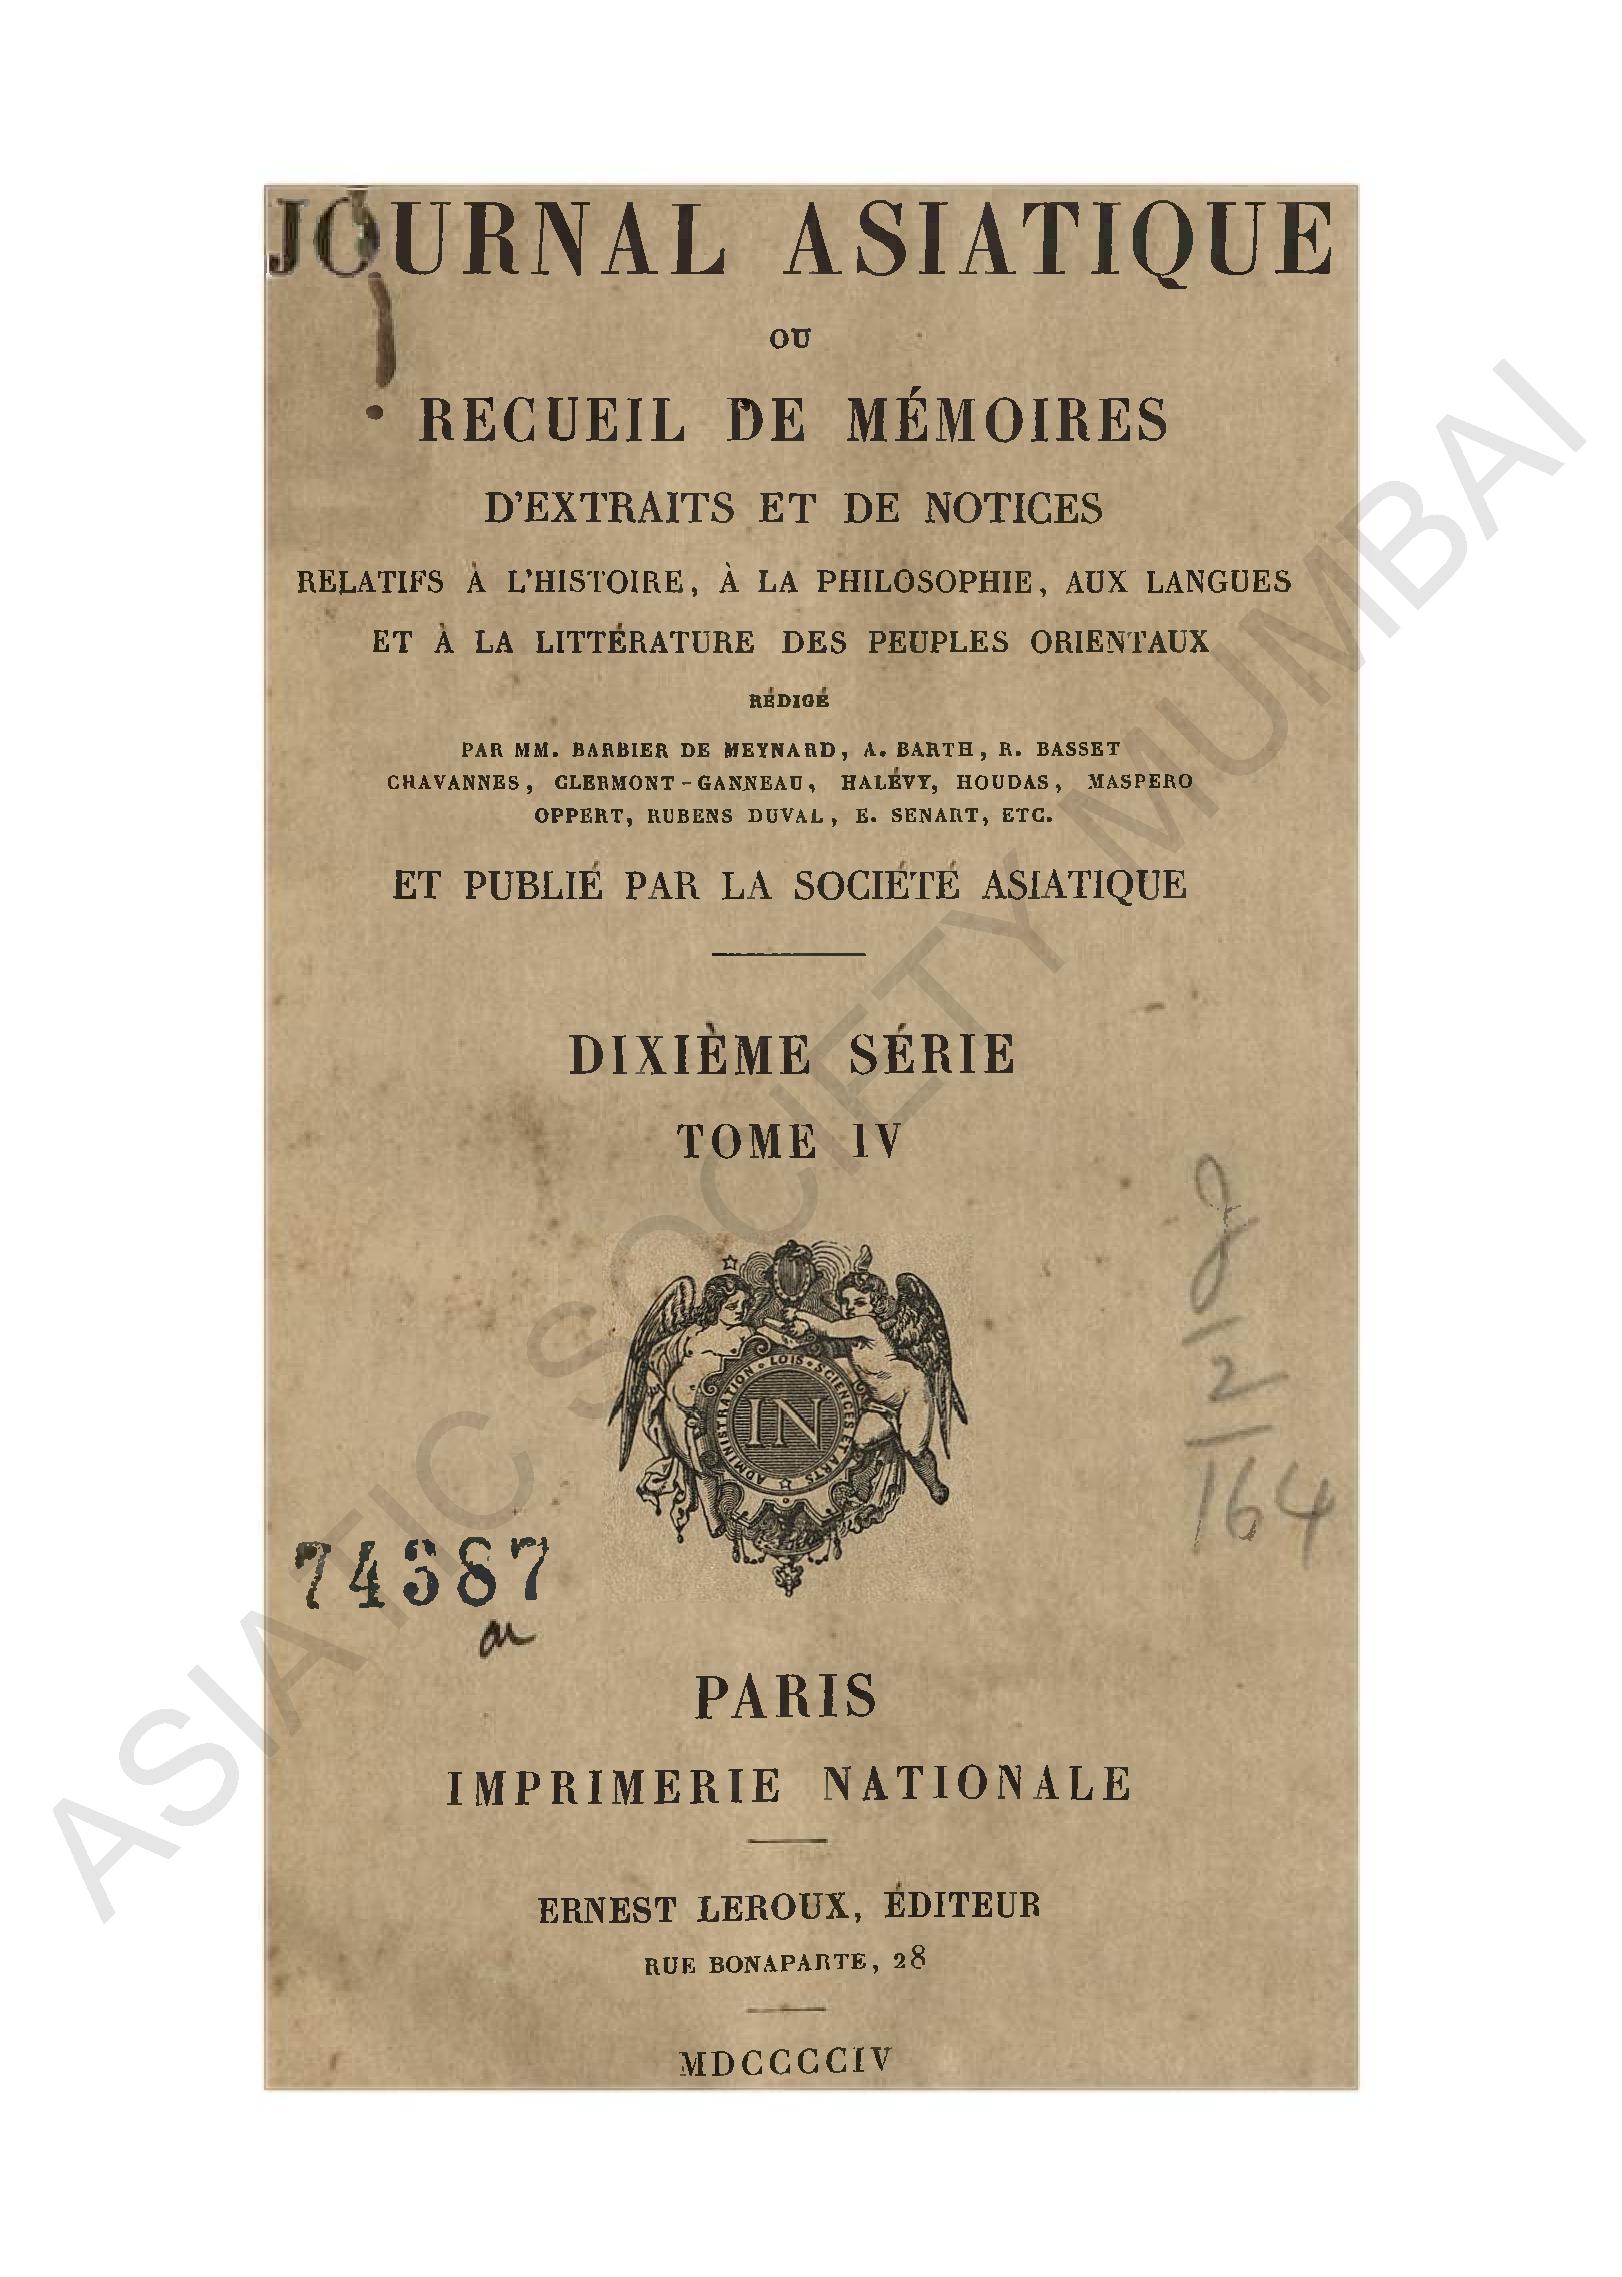 JOURNAL ASIATIQUE
OU
RECUEIL DE MÉMOIRES
D'EXTRAITS ET DE NOTICES
RELATIFS À L'HISTOIRE, À LA PHILOSOPHIE, AUX LANGUES
ET À LA LITTÉRATURE DES PEUPLES ORIENTAUX
RÉDIGÉ
PAR MM. BARBIER DE MEYNARD, A. BARTH, R. BASSET
CHAVANNES, CLERMONT-GANNEAU, HALÉVY, HOUDAS, MASPERO
OPPERT, RUBENS DUVAL, E. SENART, ETC.
ET PUBLIÉ PAR LA SOCIÉTÉ ASIATIQUE
DIXIÈME SÉRIE
TOME IV
ADMINISTRATION • LOIS • SCIENCES ET ARTS
IN
2
164
74387
PARIS
IMPRIMERIE NATIONALE
ERNEST LEROUX, ÉDITEUR
RUE BONAPARTE, 28
MDCCCCIV
ASIATIC SOCIETY MUMBAI